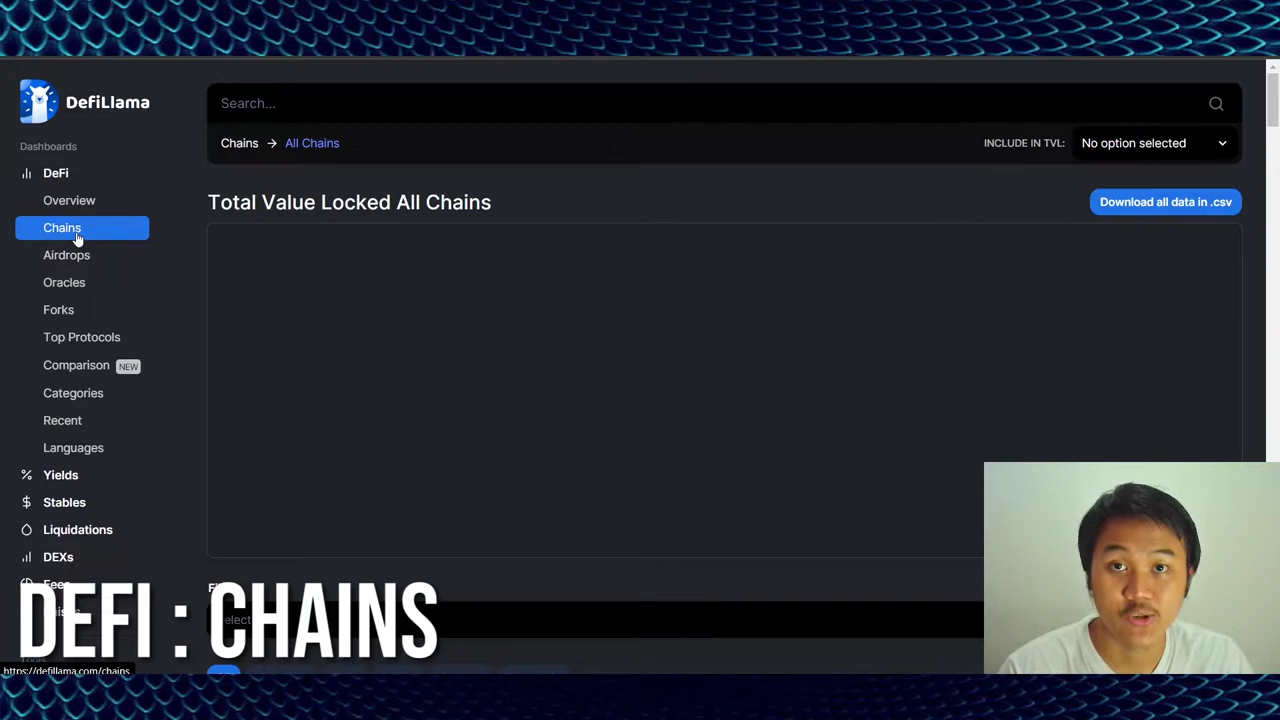 DefiLlama
Search...
Chains → All Chains
INCLUDE IN TVL:
No option selected
Dashboards
DeFi
Overview
Chains
Airdrops
Oracles
Forks
Top Protocols
Comparison NEW
Categories
Recent
Languages
Yields
Stables
Liquidations
DEXs
Fees
Total Value Locked All Chains
Download all data in .csv
DEFI : CHAINS
Tools
https://defillama.com/chains